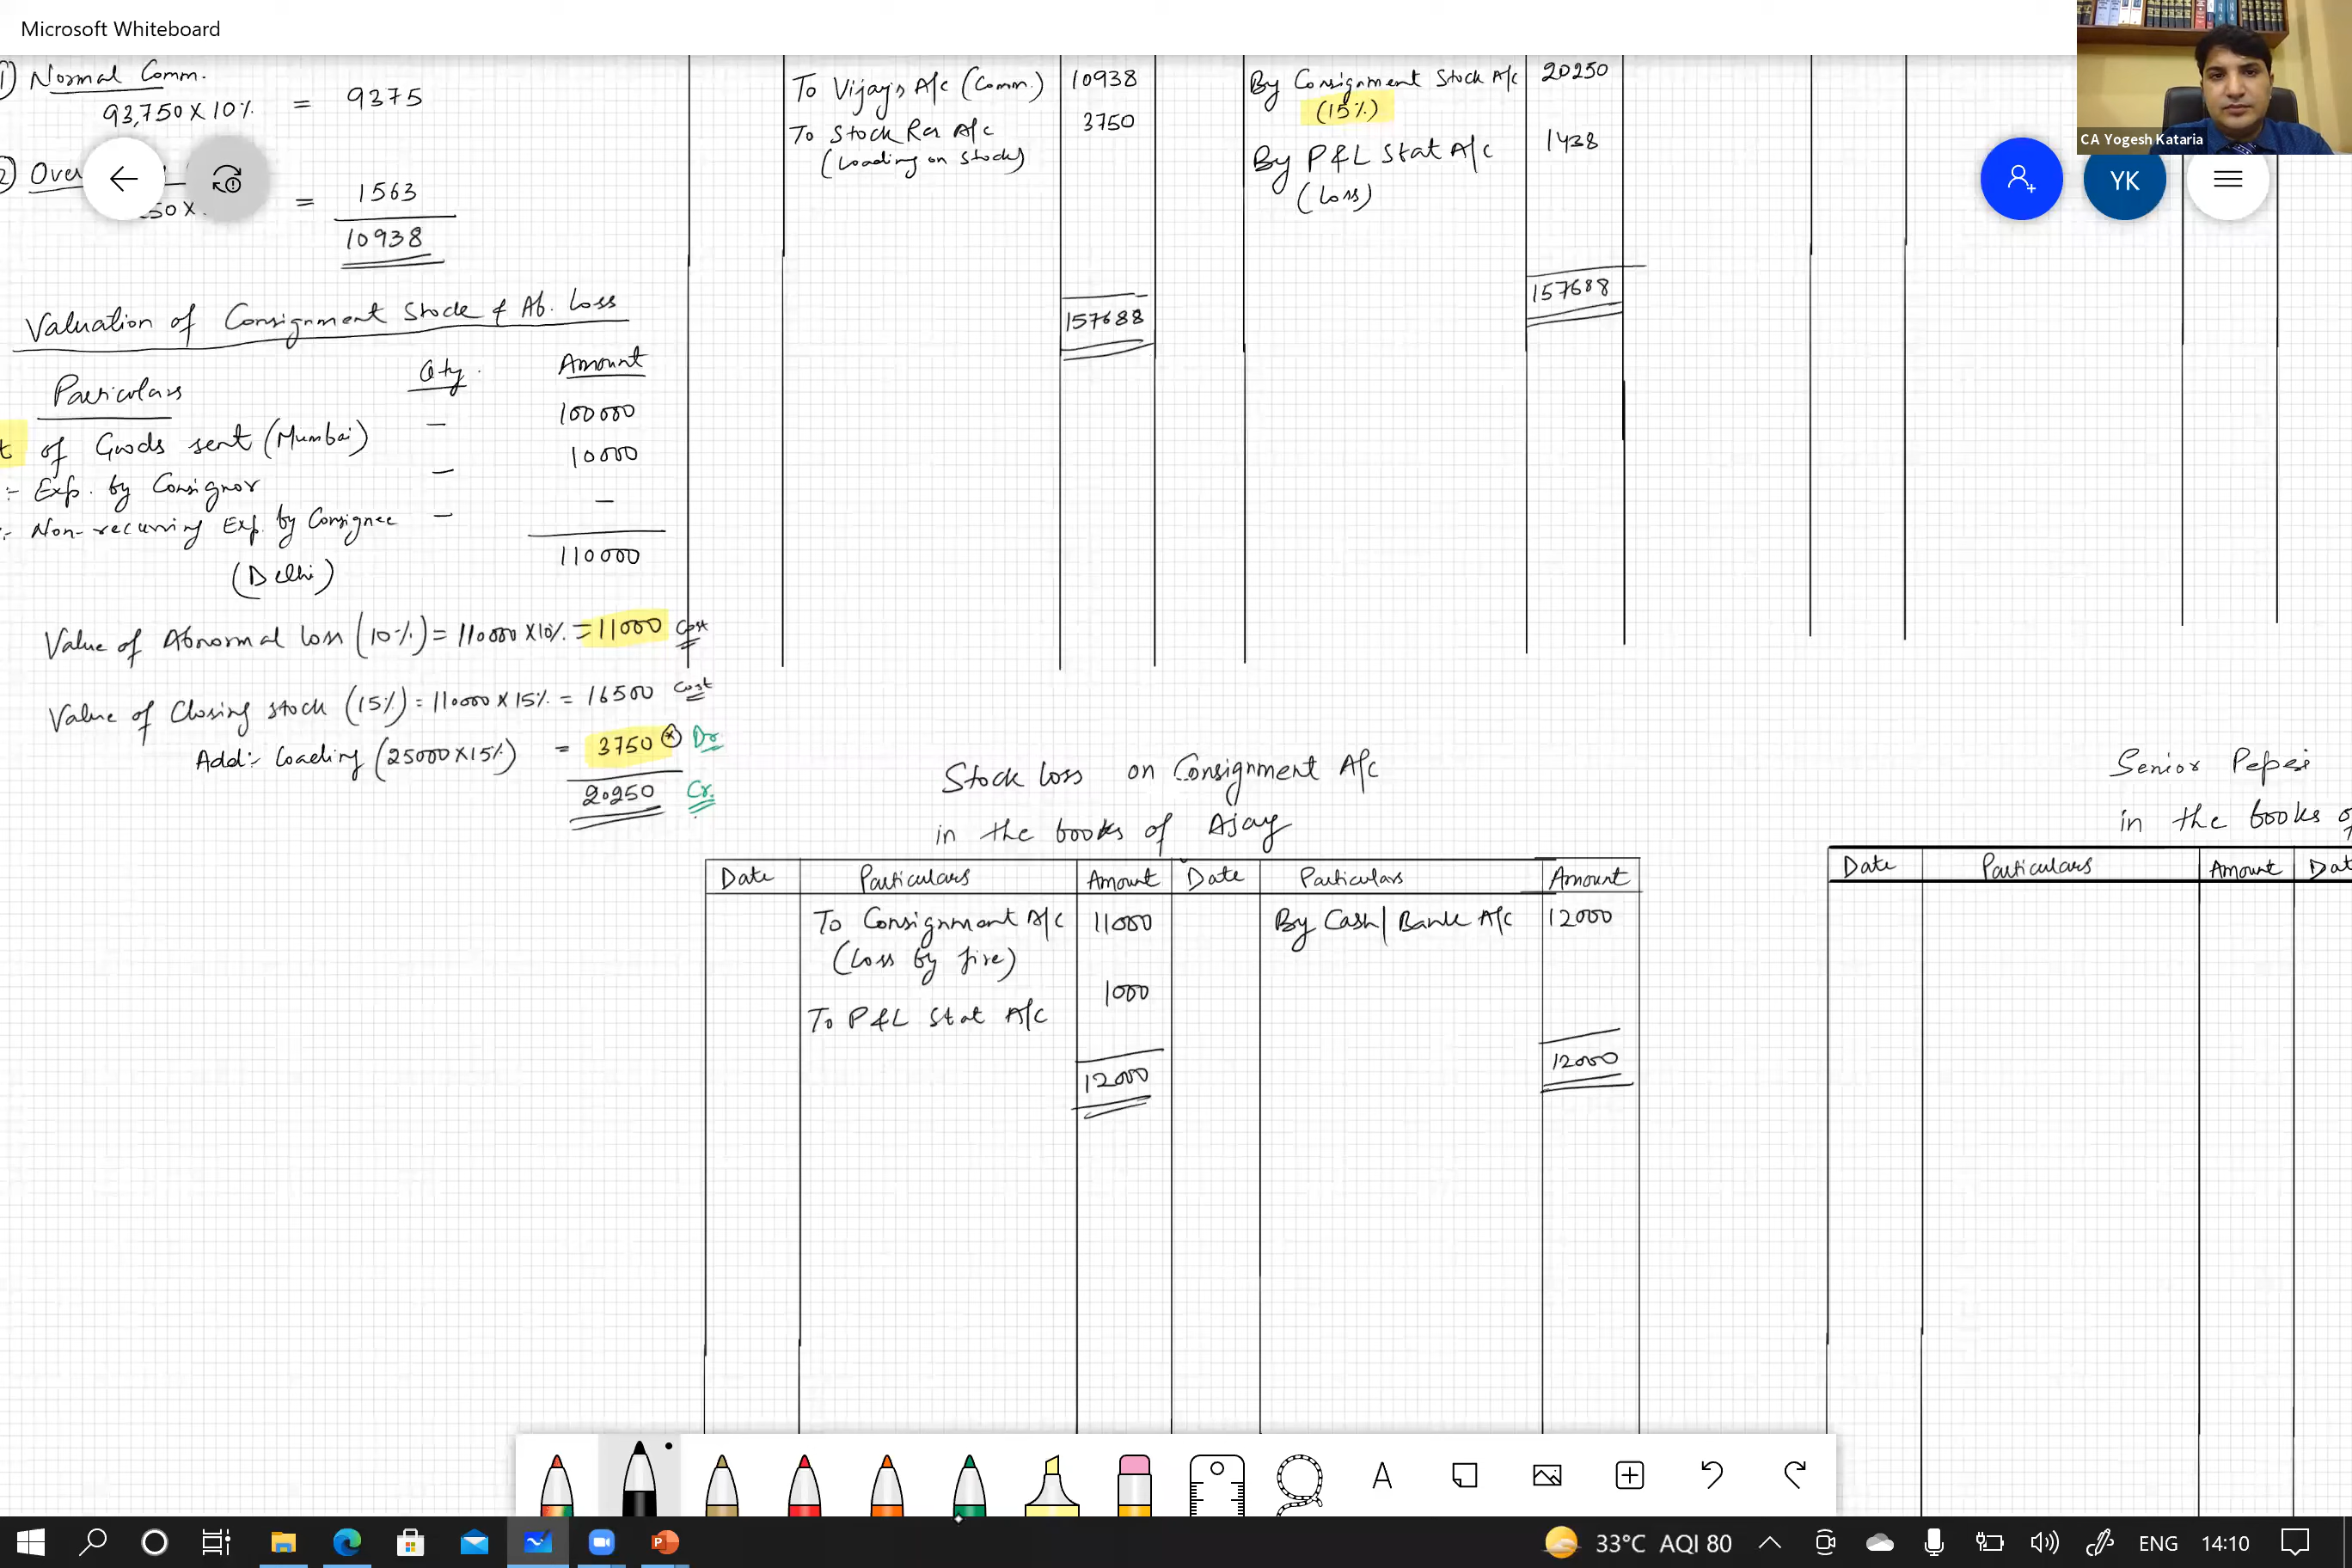 Microsoft Whiteboard
CA Yogesh Kataria
YK
1) Normal Comm.
93,750 X 10% = 9375
2) Over
50 X = 1563
10938
Valuation of Consignment Stock & Ab. Loss
Particulars Qty. Amount
t of Goods sent (Mumbai) — 100000
:- Exp. by Consignor — 10000
:- Non-recurring Exp. by Consignee — —
(Delhi) 110000
Value of Abnormal loss (10%) = 110000 X10% = 11000 Cost
Value of Closing stock (15%) = 110000 X 15% = 16500 Cost
Add:- Loading (25000 X 15%) = 3750 Dr
20250 Cr.
To Vijay's A/c (Comm.) 10938 By Consignment Stock A/c 20250
(15%)
To Stock Res A/c 3750
(Loading on stock) By P&L Stat A/c 1438
(Loss)
157688 157688
Stock Loss on Consignment A/c
in the books of Ajay
Date Particulars Amount Date Particulars Amount
To Consignment A/c 11000 By Cash/Bank A/c 12000
(Loss by fire)
To P&L Stat A/c 1000
12000 12000
Senior Pepsi
in the books
Date Particulars Amount Dat
33°C AQI 80
ENG 14:10